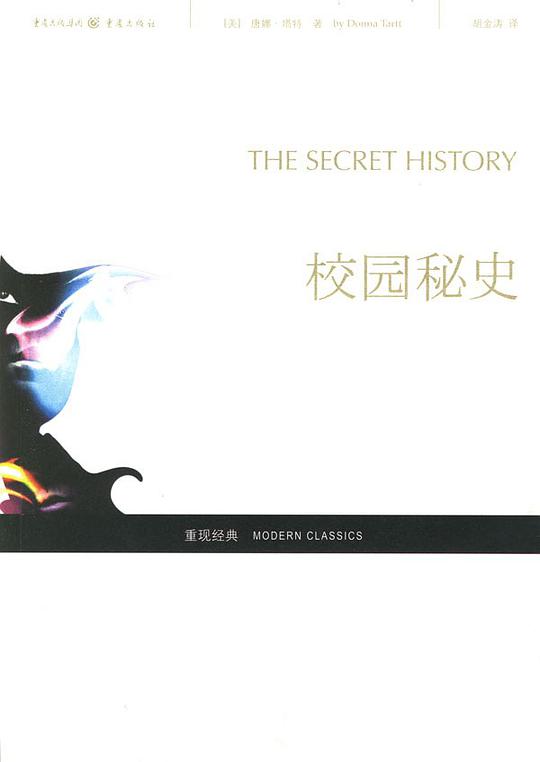 重庆出版集团 重庆出版社 [美] 唐娜·塔特 著 by Donna Tartt 胡金涛 译
THE SECRET HISTORY
校园秘史
重现经典 MODERN CLASSICS